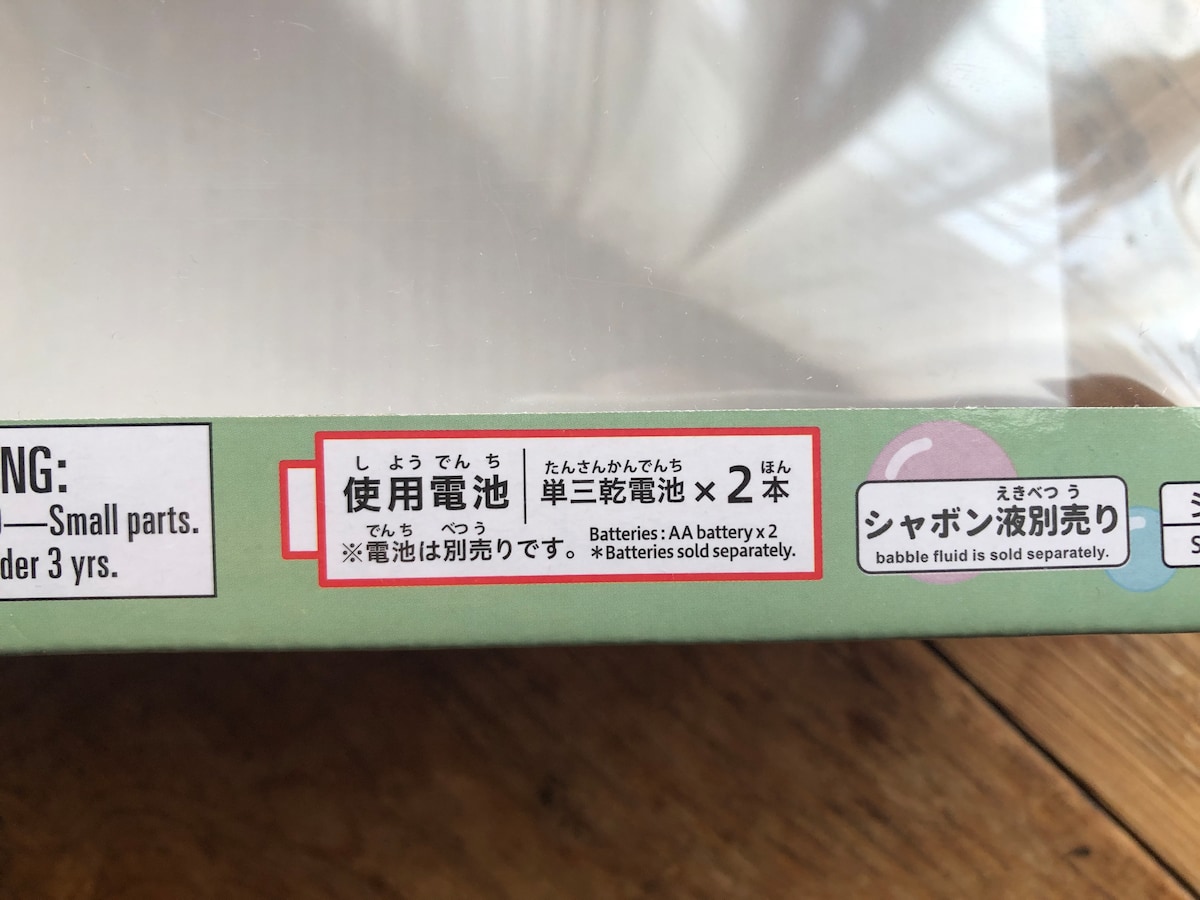 NG:
—Small parts.
der 3 yrs.
し よう でん ち
使用電池
たんさんかんでんち ほん
単三乾電池 × 2本
でんち べつ う
※電池は別売りです。
Batteries : AA battery x 2
*Batteries sold separately.
えきべつ う
シャボン液別売り
babble fluid is sold separately.